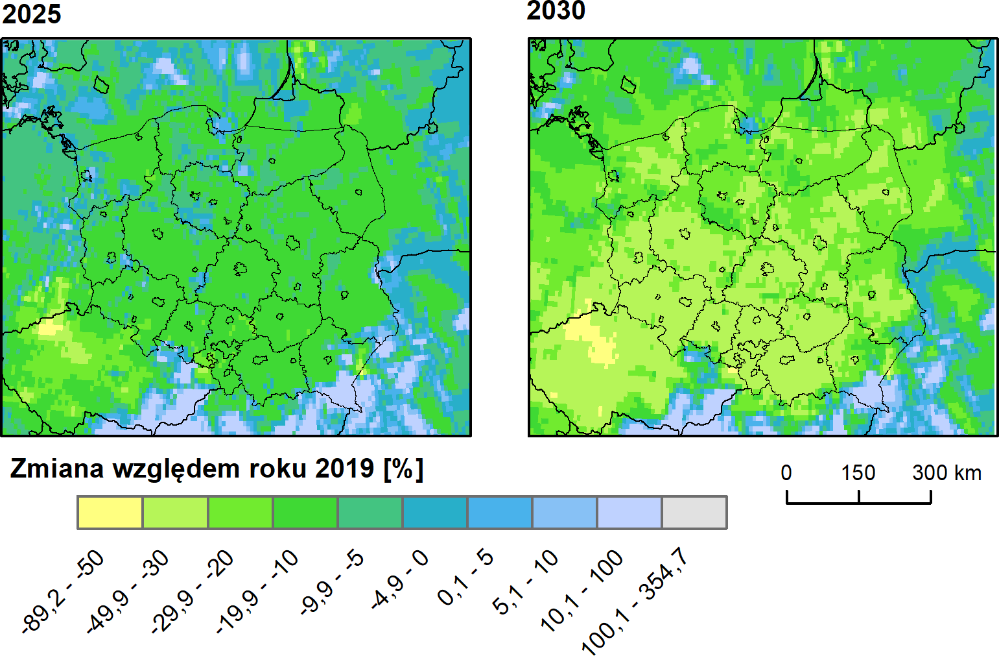 2025
2030
Zmiana względem roku 2019 [%]
0 150 300 km
-89,2 - -50
-49,9 - -30
-29,9 - -20
-19,9 - -10
-9,9 - -5
-4,9 - 0
0,1 - 5
5,1 - 10
10,1 - 100
100,1 - 354,7